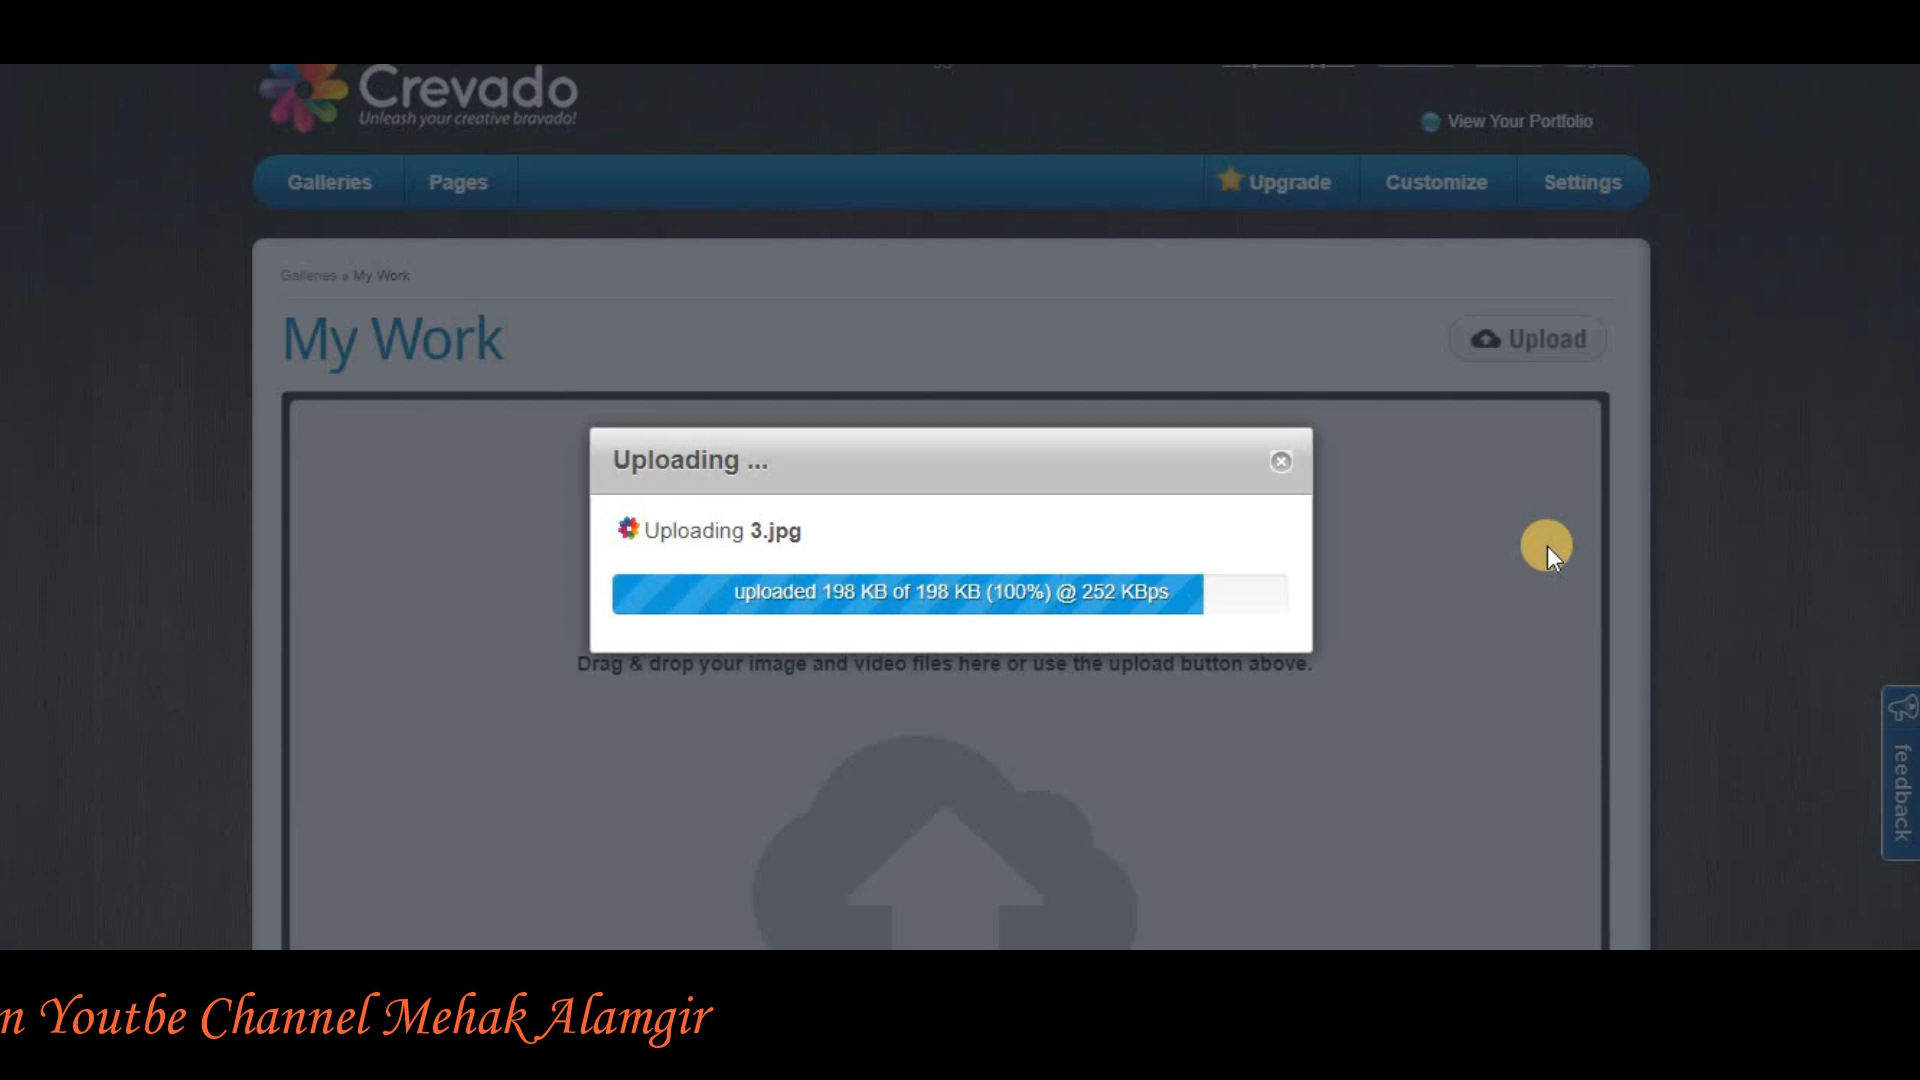 Crevado
Unleash your creative bravado!
View Your Portfolio
Galleries
Pages
Upgrade
Customize
Settings
Galleries » My Work
My Work
Upload
Uploading ...
Uploading 3.jpg
uploaded 198 KB of 198 KB (100%) @ 252 KBps
Drag & drop your image and video files here or use the upload button above.
feedback
n Youtbe Channel Mehak Alamgir